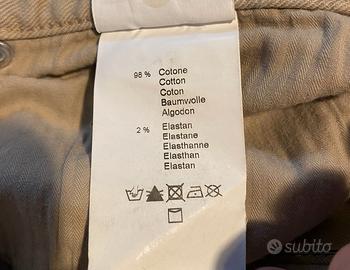 98 % Cotone
Cotton
Coton
Baumwolle
Algodon
2 % Elastan
Elastane
Elasthanne
Elasthan
Elastan
subito